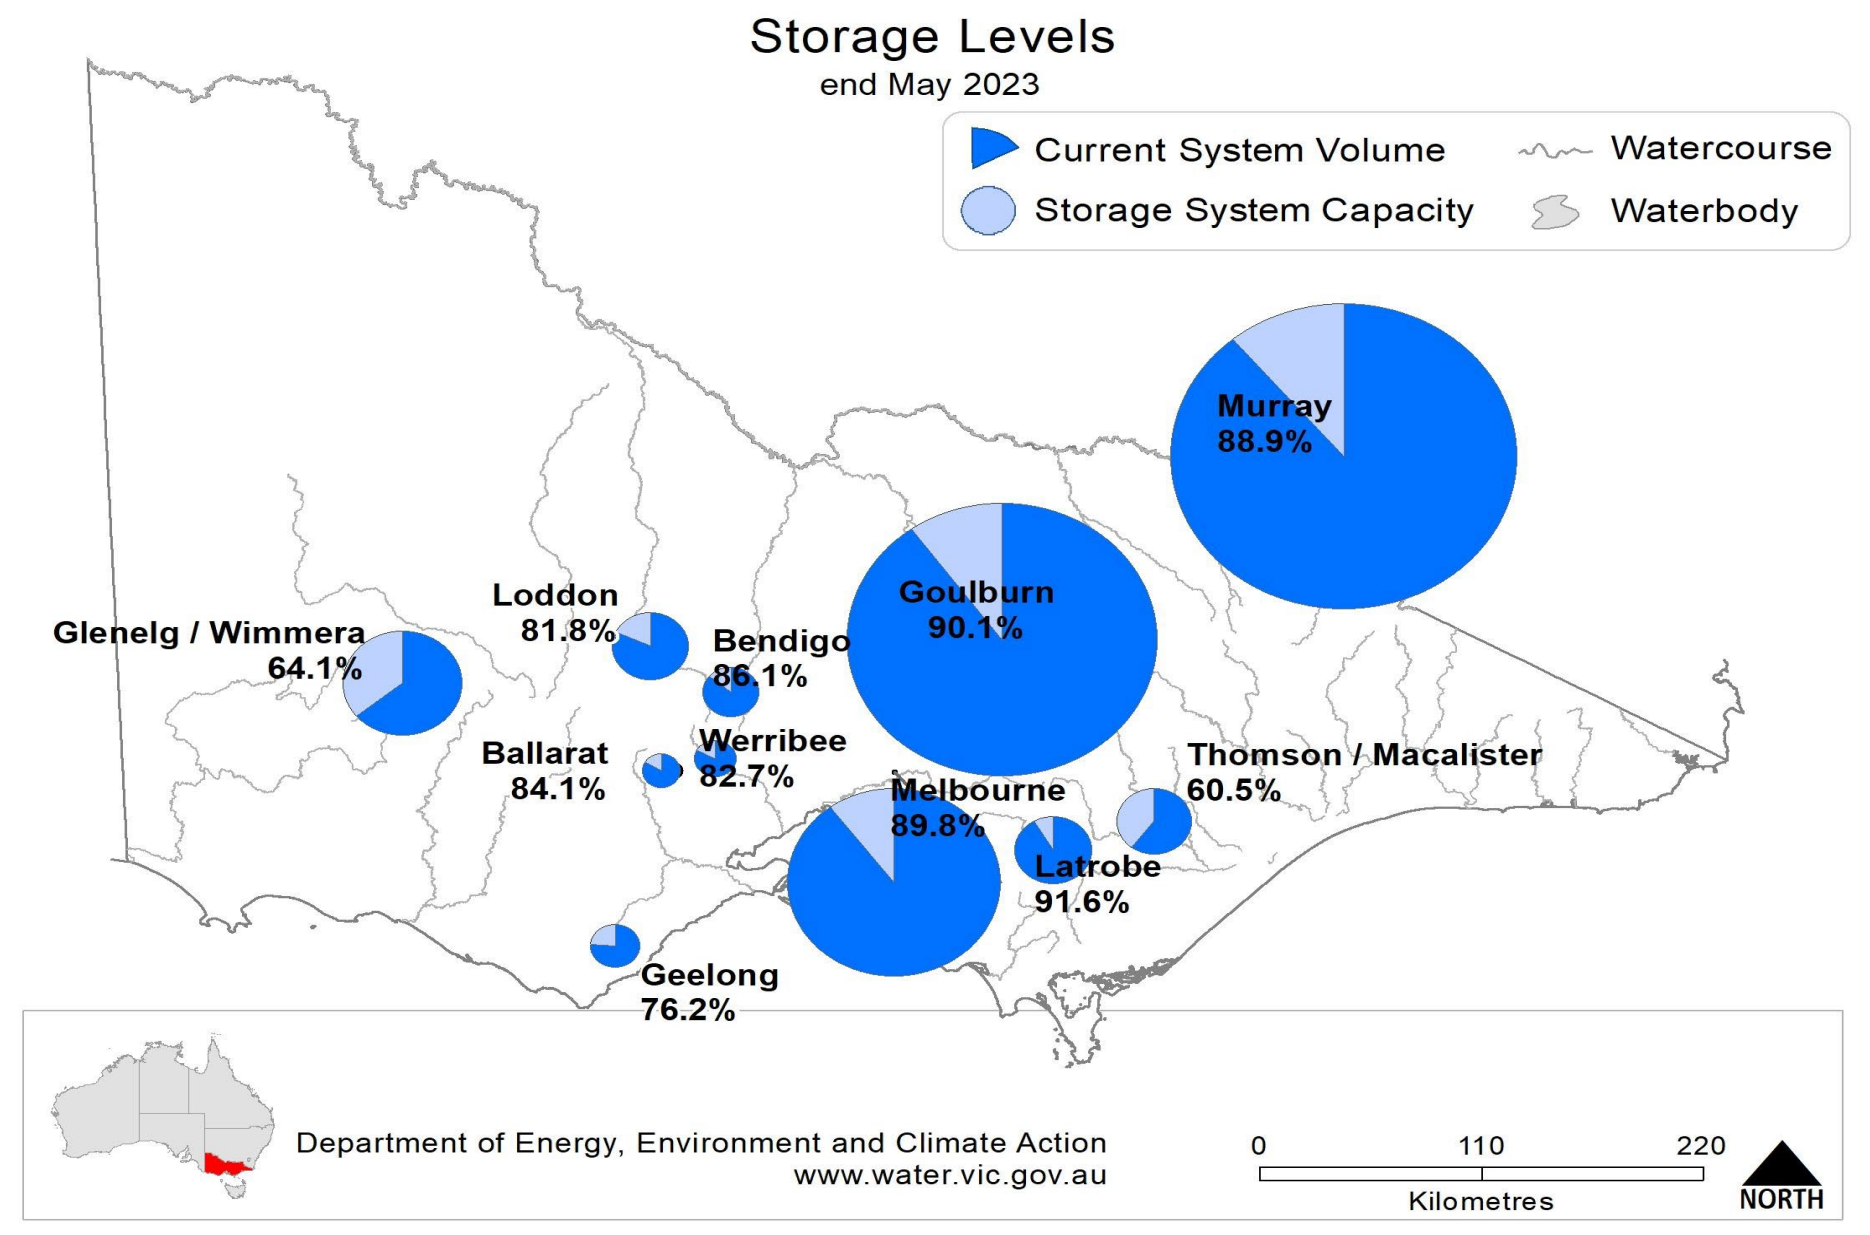 Storage Levels
end May 2023
Current System Volume
Watercourse
Storage System Capacity
Waterbody
Murray
88.9%
Goulburn
90.1%
Loddon
81.8%
Glenelg / Wimmera
64.1%
Bendigo
86.1%
Werribee
82.7%
Ballarat
84.1%
Thomson / Macalister
60.5%
Melbourne
89.8%
Latrobe
91.6%
Geelong
76.2%
Department of Energy, Environment and Climate Action
www.water.vic.gov.au
0 110 220
Kilometres
NORTH